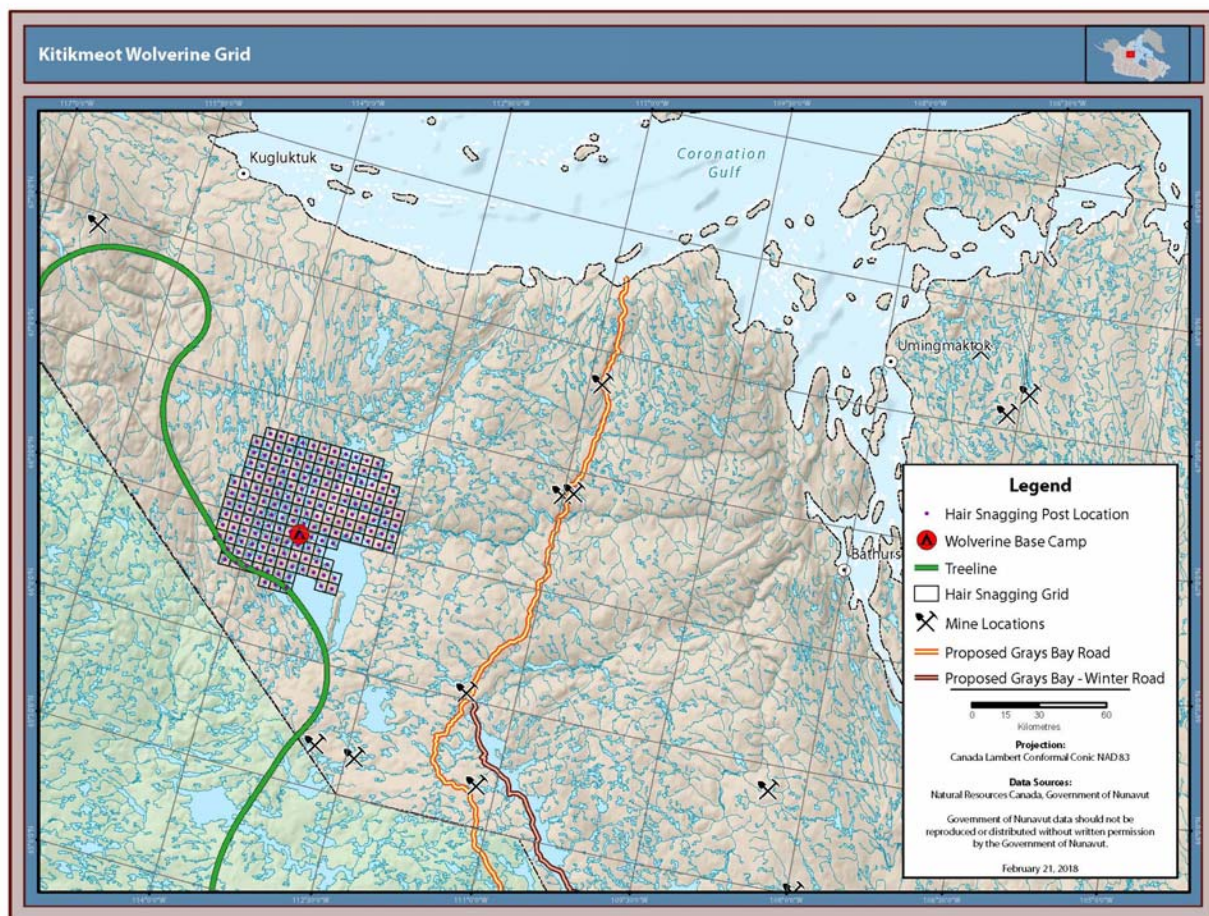 Kitikmeot Wolverine Grid
Kugluktuk
Coronation
Gulf
Umingmaktok
Bathurs
Legend
Hair Snagging Post Location
Wolverine Base Camp
Treeline
Hair Snagging Grid
Mine Locations
Proposed Grays Bay Road
Proposed Grays Bay - Winter Road
0 15 30 60
Kilometres
Projection:
Canada Lambert Conformal Conic NAD 83
Data Sources:
Natural Resources Canada, Government of Nunavut
Government of Nunavut data should not be
reproduced or distributed without written permission
by the Government of Nunavut.
February 21, 2018